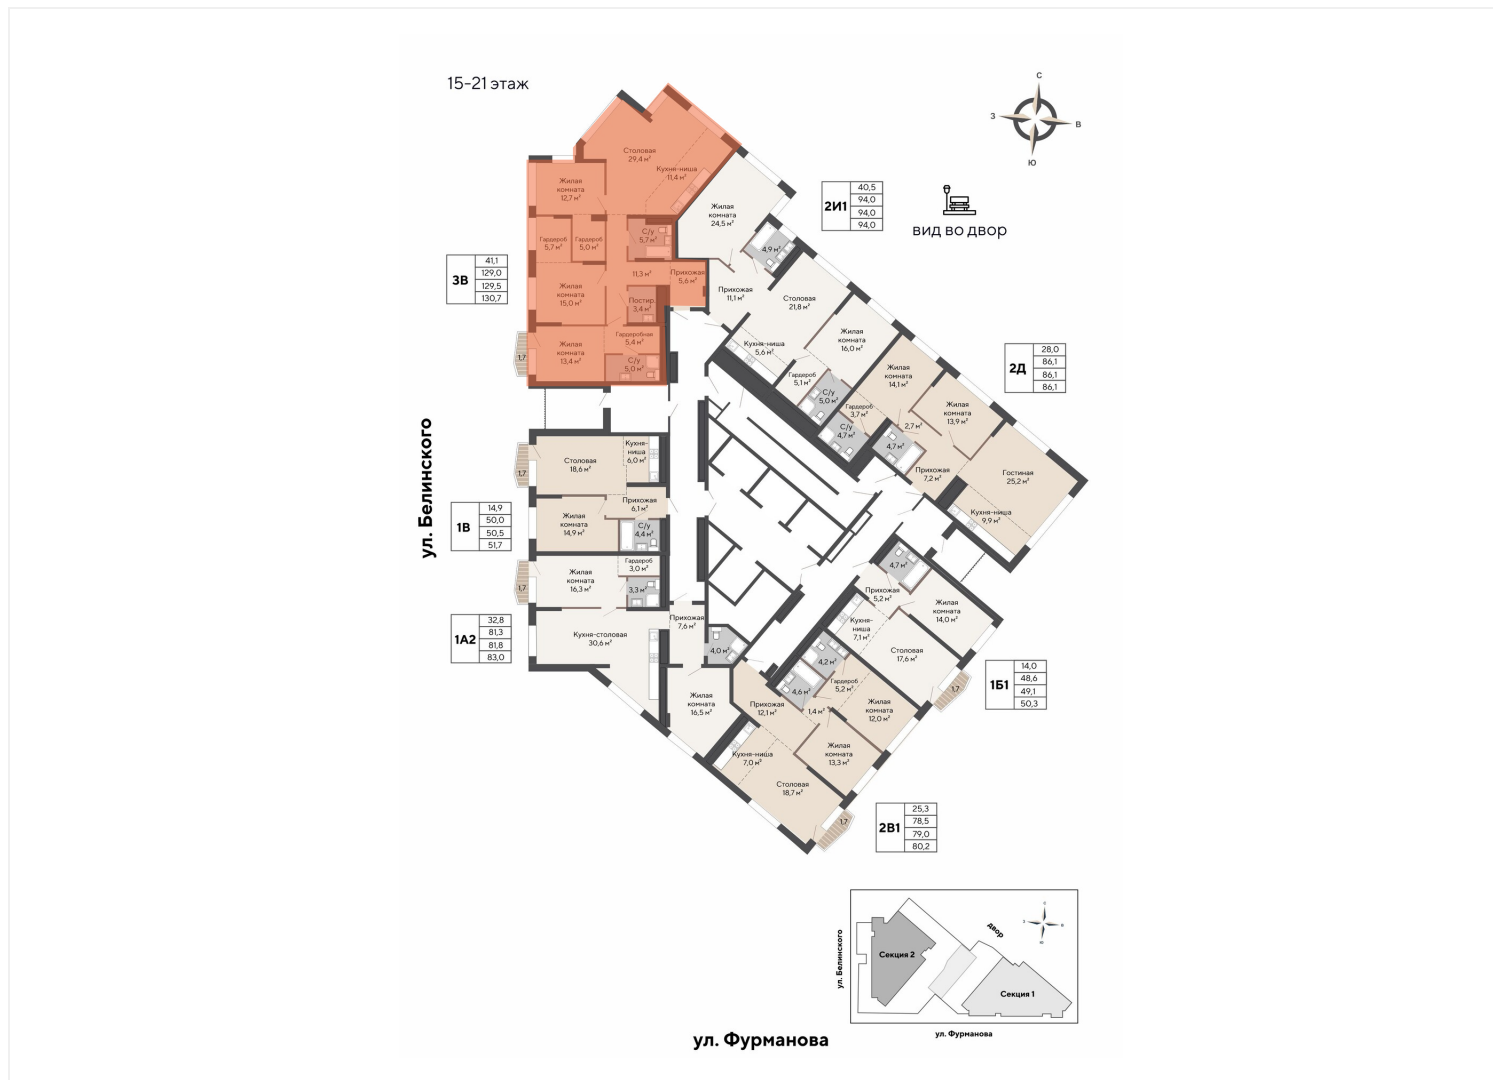 15-21 этаж
С
З
В
Ю
Столовая
29,4 м²
Кухня-ниша
11,4 м²
Жилая
комната
12,7 м²
Гардероб
5,7 м²
Гардероб
5,0 м²
С/у
5,7 м²
11,3 м²
Прихожая
5,6 м²
Жилая
комната
15,0 м²
Постир.
3,4 м²
Гардеробная
5,4 м²
Жилая
комната
13,4 м²
С/у
5,0 м²
1,7
3В
41,1
129,0
129,5
130,7
Жилая
комната
24,5 м²
4,9 м²
Прихожая
11,1 м²
Столовая
21,8 м²
Кухня-ниша
5,6 м²
Жилая
комната
16,0 м²
Гардероб
5,1 м²
С/у
5,0 м²
2И1
40,5
94,0
94,0
94,0
вид во двор
Жилая
комната
14,1 м²
Гардероб
3,7 м²
С/у
4,7 м²
2,7 м²
4,7 м²
Жилая
комната
13,9 м²
Прихожая
7,2 м²
Гостиная
25,2 м²
Кухня-ниша
9,9 м²
2Д
28,0
86,1
86,1
86,1
ул. Белинского
Столовая
18,6 м²
Кухня-
ниша
6,0 м²
Прихожая
6,1 м²
Жилая
комната
14,9 м²
С/у
4,4 м²
1,7
1В
14,9
50,0
50,5
51,7
Жилая
комната
16,3 м²
Гардероб
3,0 м²
3,3 м²
1,7
Кухня-столовая
30,6 м²
Прихожая
7,6 м²
4,0 м²
Жилая
комната
16,5 м²
1А2
32,8
81,3
81,8
83,0
4,7 м²
Прихожая
5,2 м²
Жилая
комната
14,0 м²
Кухня-
ниша
7,1 м²
Столовая
17,6 м²
1,7
1Б1
14,0
48,6
49,1
50,3
4,2 м²
4,6 м²
Гардероб
5,2 м²
1,4 м²
Прихожая
12,1 м²
Жилая
комната
12,0 м²
Жилая
комната
13,3 м²
Кухня-ниша
7,0 м²
Столовая
18,7 м²
1,7
2В1
25,3
78,5
79,0
80,2
ул. Белинского
двор
Секция 2
Секция 1
ул. Фурманова
ул. Фурманова